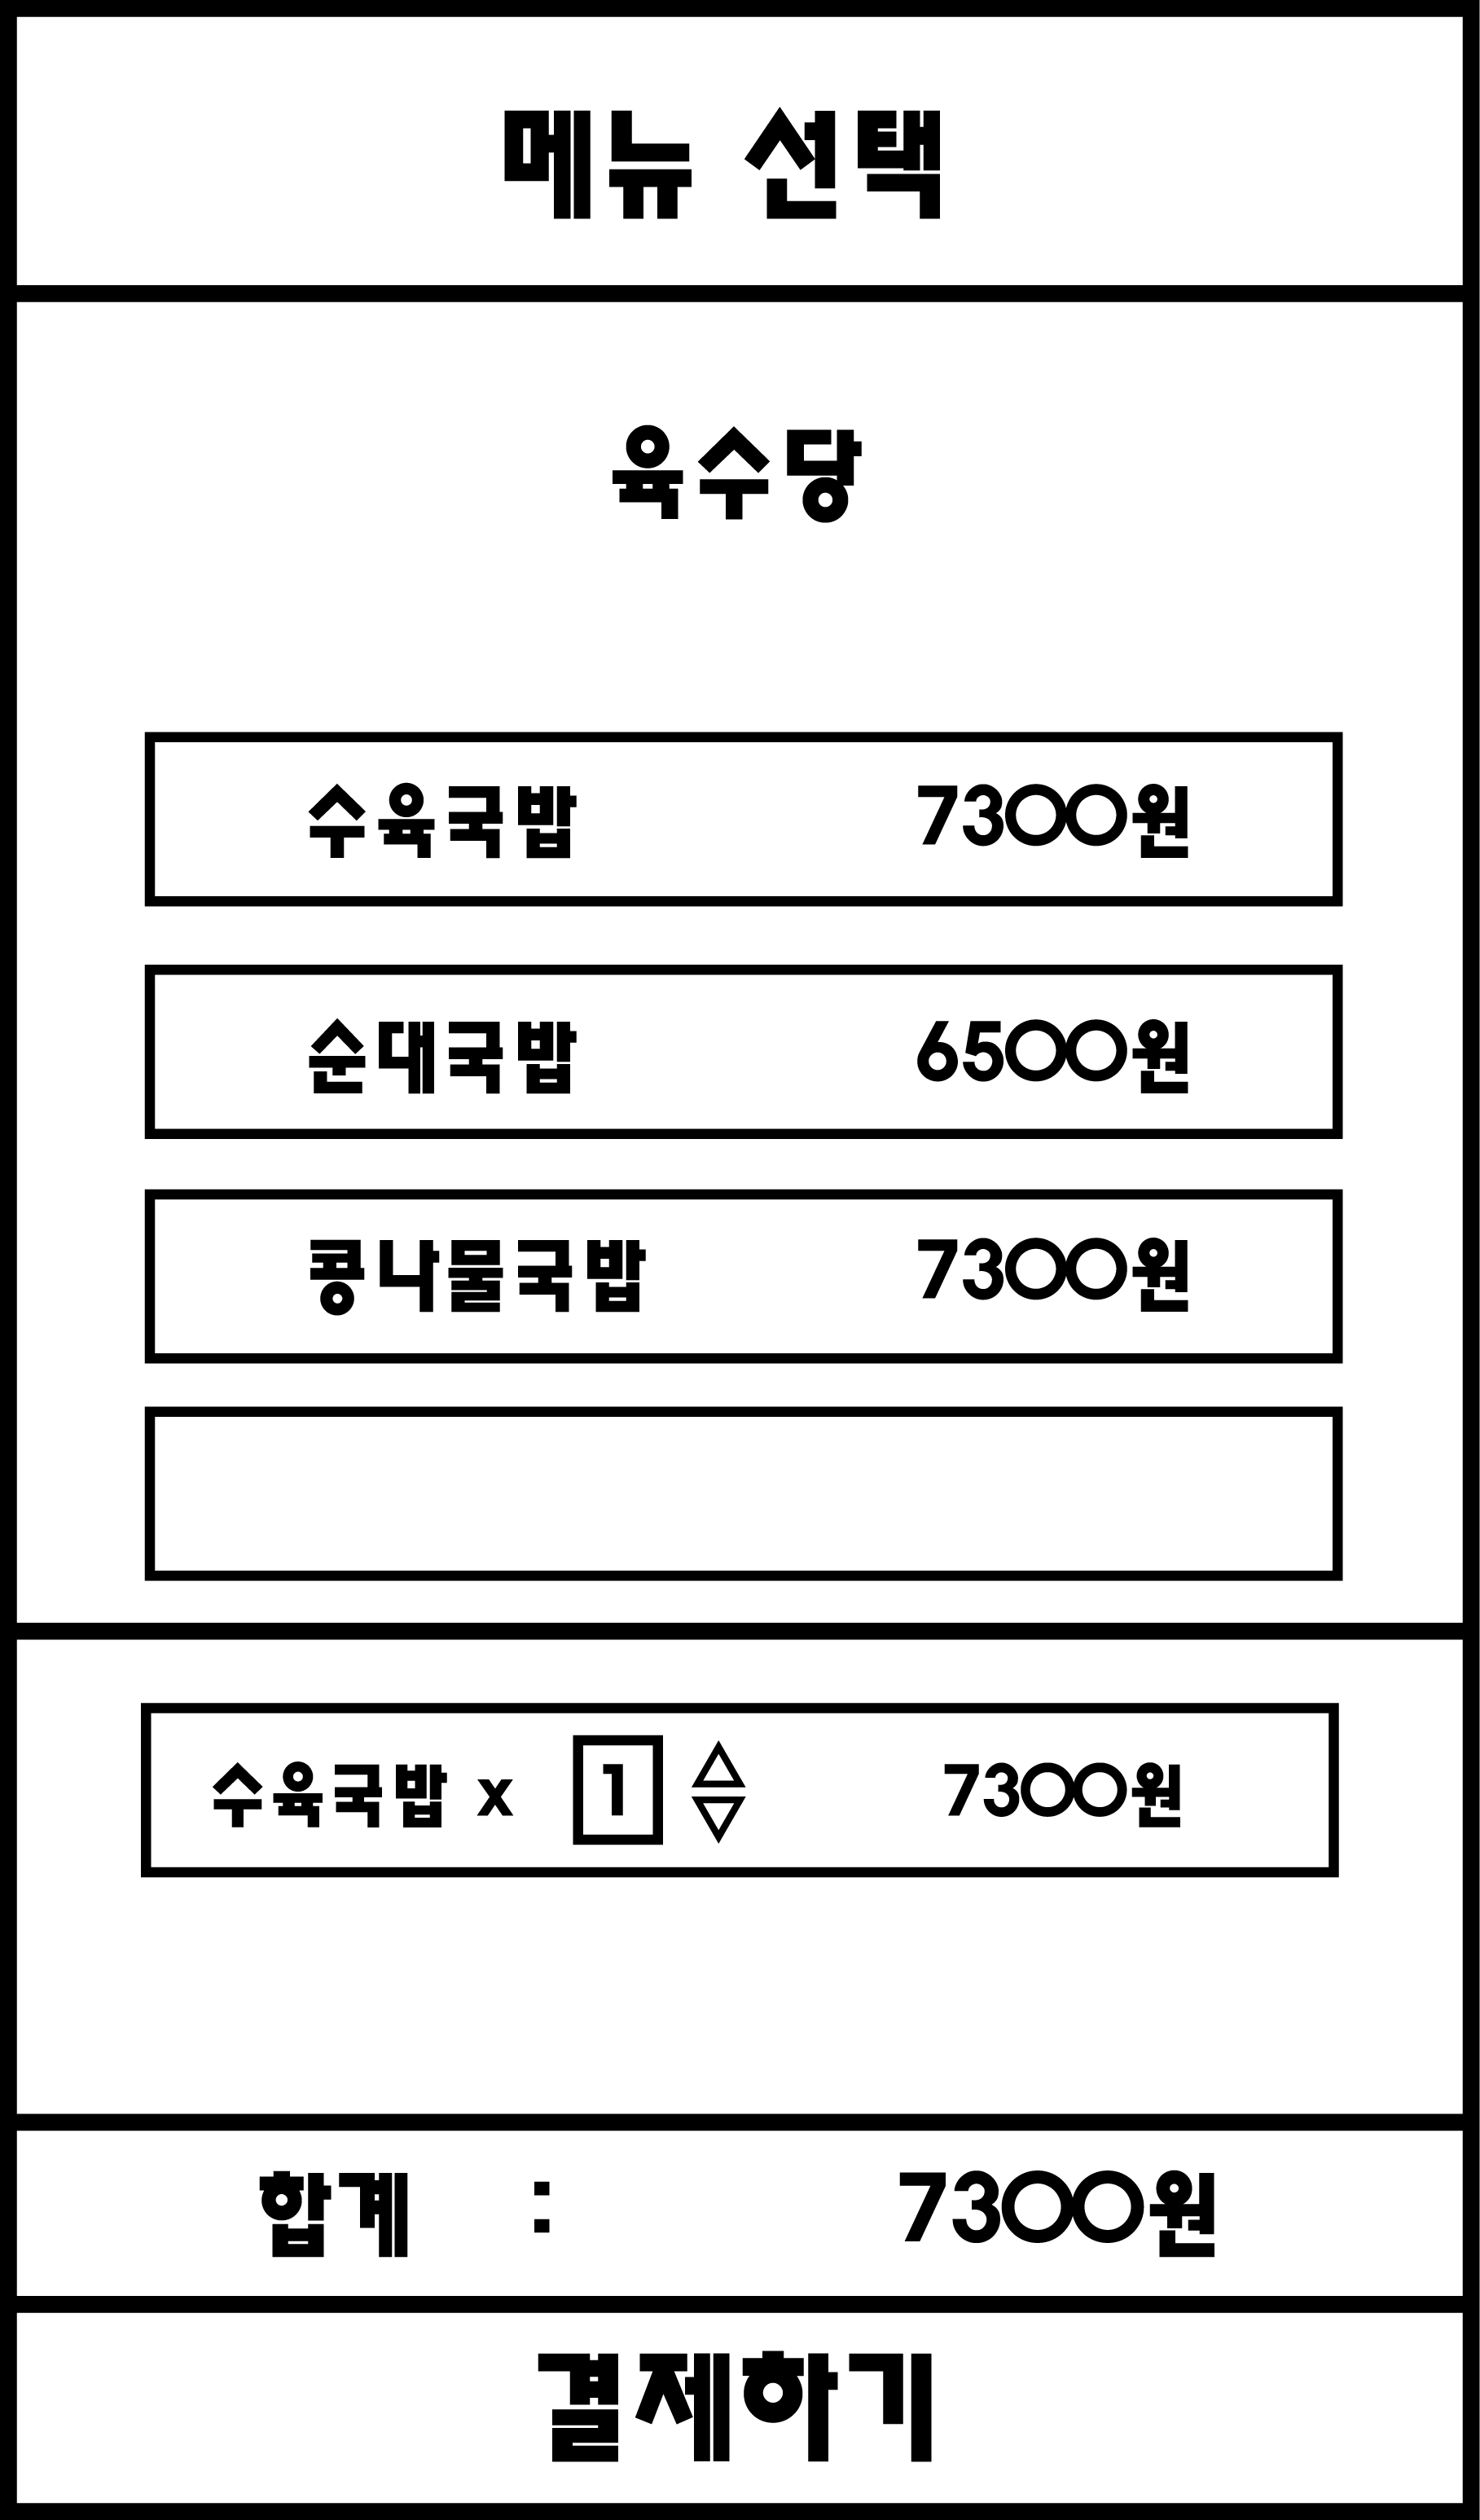 메뉴 선택
육수당
수육국밥 7300원
순대국밥 6500원
콩나물국밥 7300원
수육국밥 x 1 7300원
합계 : 7300원
결제하기